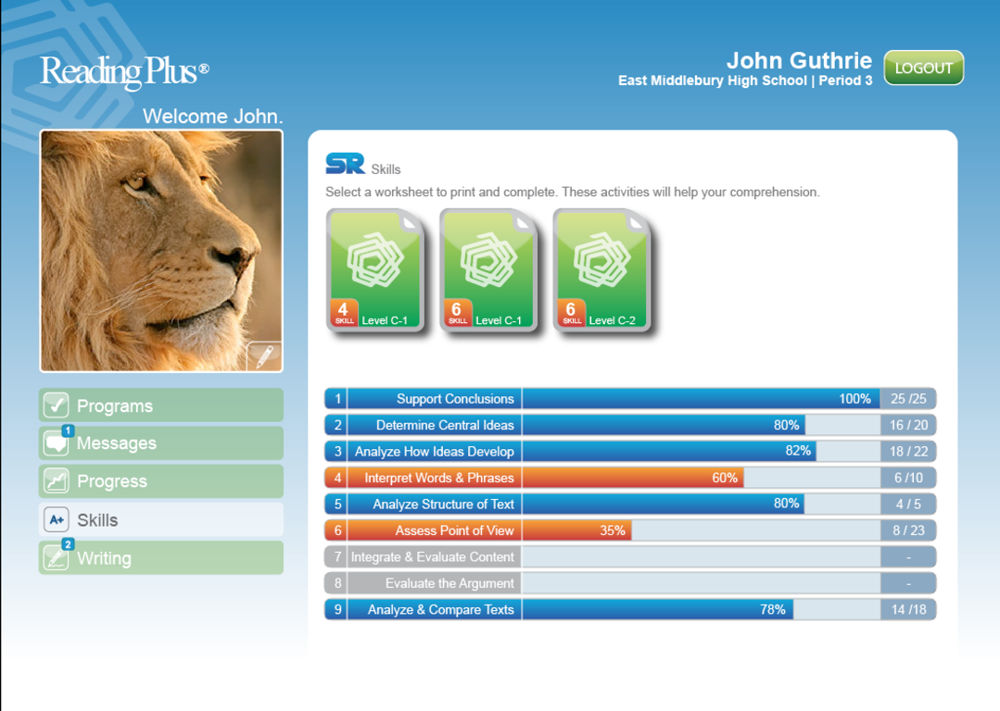 Reading Plus®
John Guthrie
East Middlebury High School | Period 3
LOGOUT
Welcome John.
SR Skills
Select a worksheet to print and complete. These activities will help your comprehension.
4 SKILL Level C-1
6 SKILL Level C-1
6 SKILL Level C-2
Programs
1
Messages
Progress
A+ Skills
2
Writing
1 Support Conclusions 100% 25 /25
2 Determine Central Ideas 80% 16 / 20
3 Analyze How Ideas Develop 82% 18 / 22
4 Interpret Words & Phrases 60% 6 /10
5 Analyze Structure of Text 80% 4 / 5
6 Assess Point of View 35% 8 / 23
7 Integrate & Evaluate Content -
8 Evaluate the Argument -
9 Analyze & Compare Texts 78% 14 /18